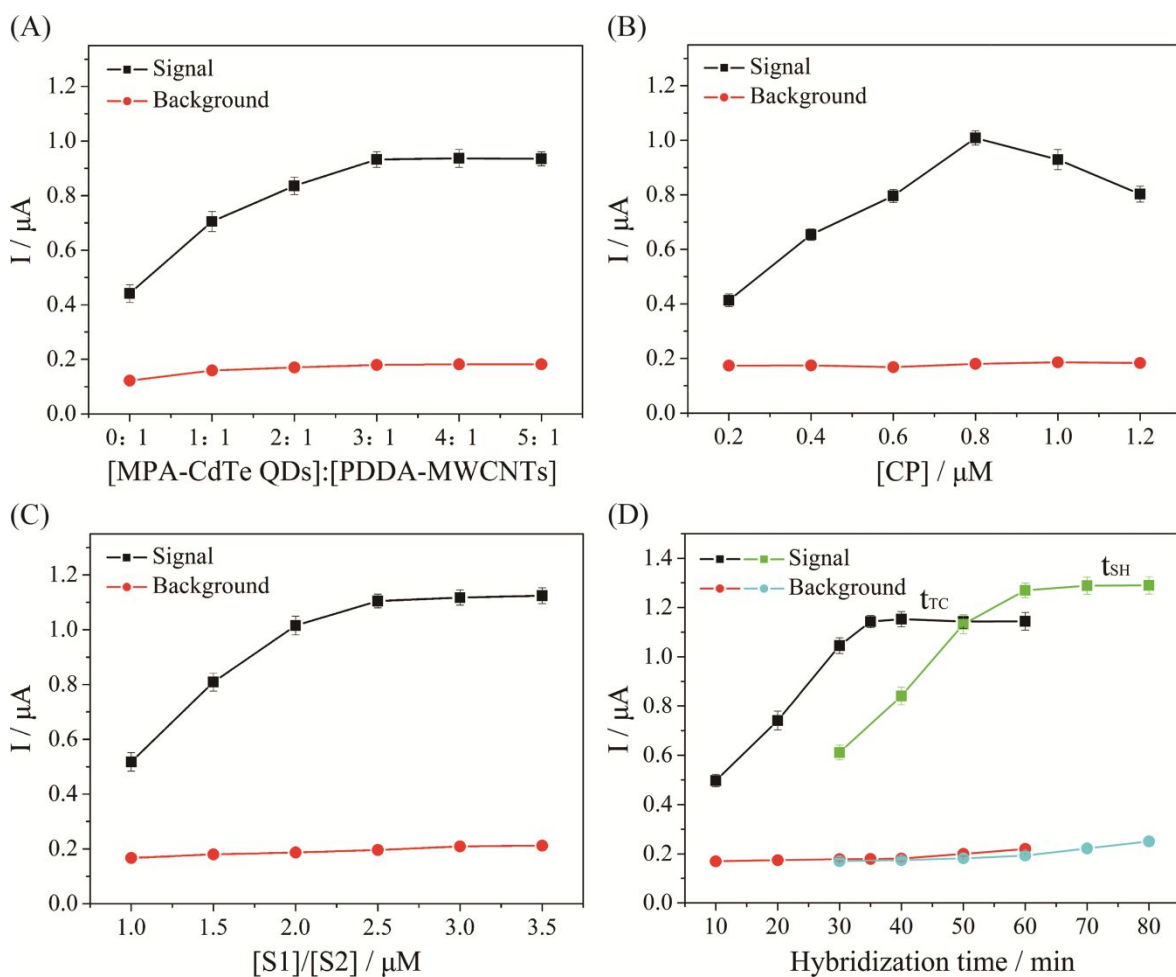 (A)
Signal
Background
1.2
1.0
0.8
0.6
0.4
0.2
0.0
I / μA
0: 1 1: 1 2: 1 3: 1 4: 1 5: 1
[MPA-CdTe QDs]:[PDDA-MWCNTs]
(B)
Signal
Background
1.2
1.0
0.8
0.6
0.4
0.2
0.0
I / μA
0.2 0.4 0.6 0.8 1.0 1.2
[CP] / μM
(C)
Signal
Background
1.2
1.0
0.8
0.6
0.4
0.2
0.0
I / μA
1.0 1.5 2.0 2.5 3.0 3.5
[S1]/[S2] / μM
(D)
Signal
Background
tTC
tSH
1.4
1.2
1.0
0.8
0.6
0.4
0.2
0.0
I / μA
10 20 30 40 50 60 70 80
Hybridization time / min